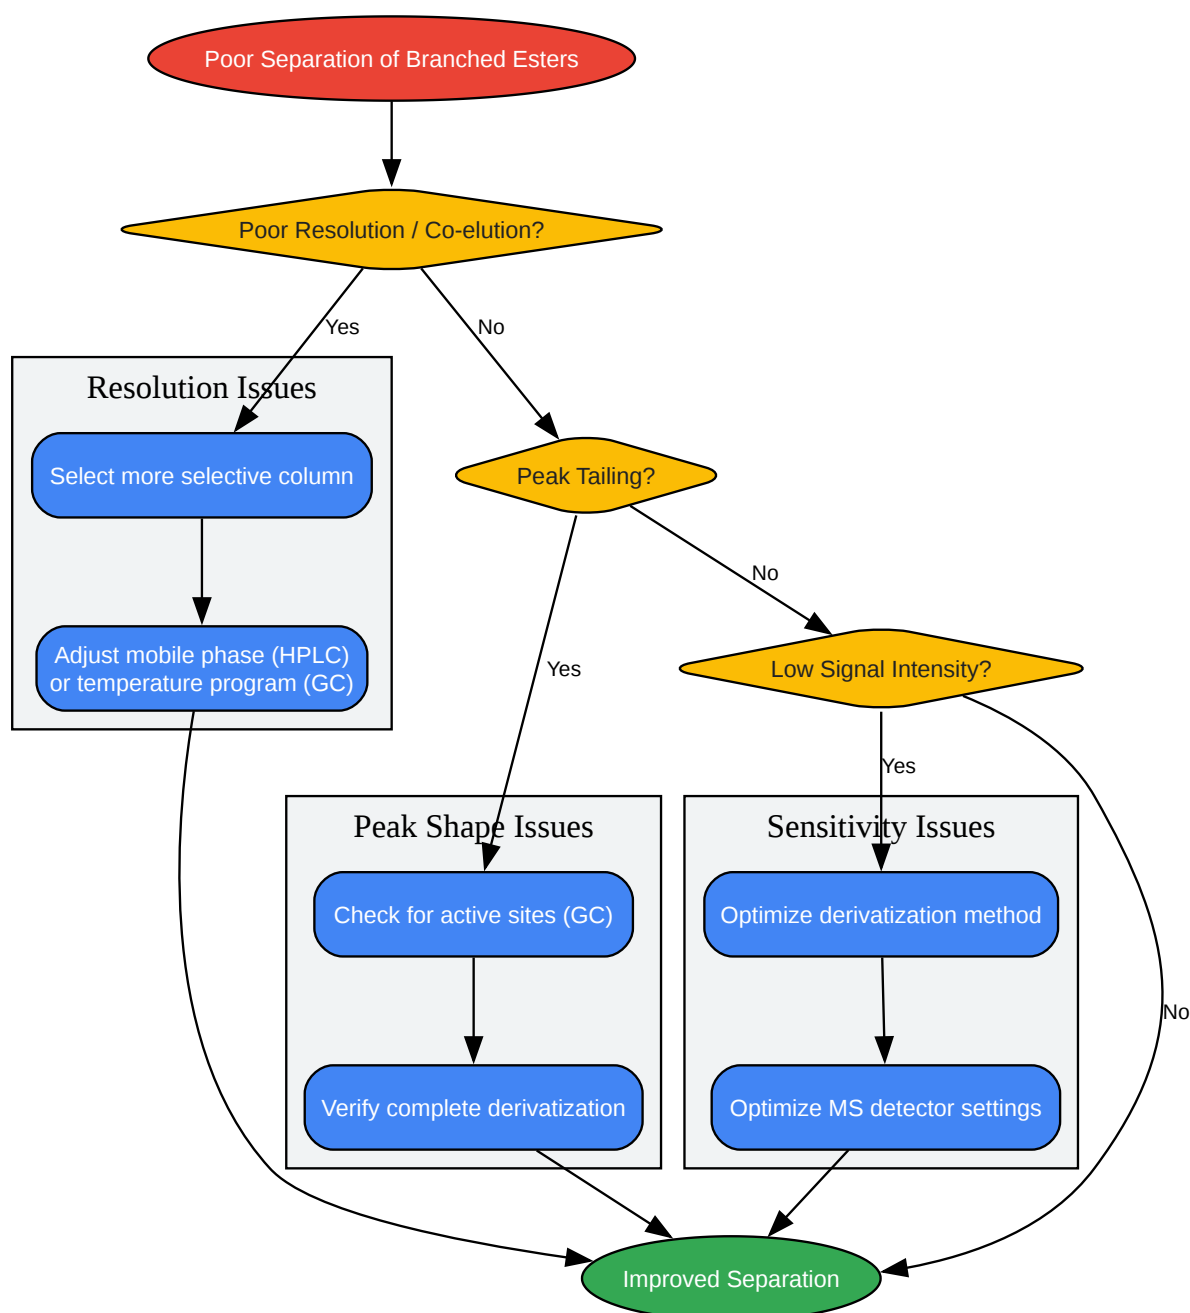 Poor Separation of Branched Esters
Poor Resolution / Co-elution?
Yes
No
Resolution Issues
Select more selective column
Peak Tailing?
No
Adjust mobile phase (HPLC)
or temperature program (GC)
Yes
Low Signal Intensity?
Yes
Peak Shape Issues
Sensitivity Issues
Check for active sites (GC)
Optimize derivatization method
No
Verify complete derivatization
Optimize MS detector settings
Improved Separation